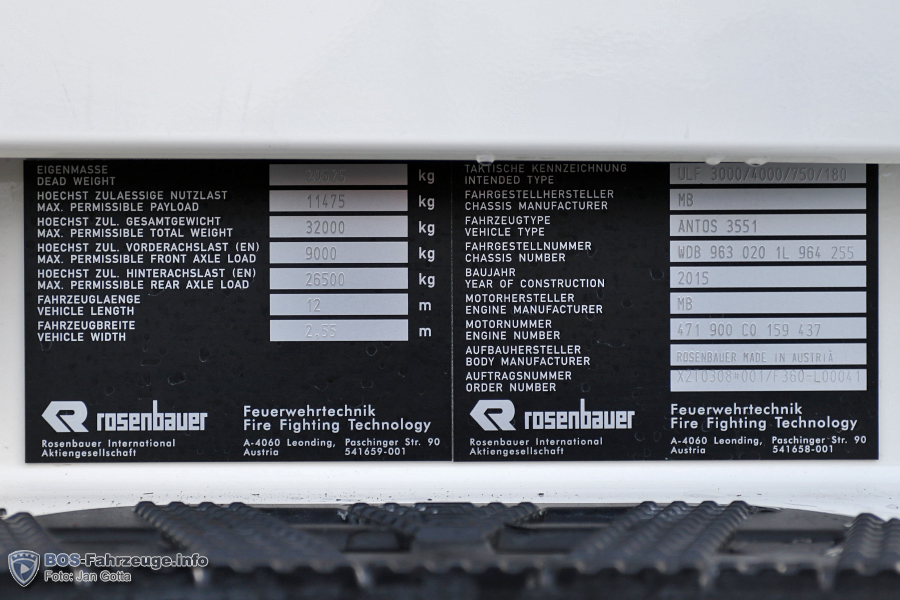 EIGENMASSE
DEAD WEIGHT kg
HOECHST ZULAESSIGE NUTZLAST
MAX. PERMISSIBLE PAYLOAD 11475 kg
HOECHST ZUL. GESAMTGEWICHT
MAX. PERMISSIBLE TOTAL WEIGHT 32000 kg
HOECHST ZUL. VORDERACHSLAST (EN)
MAX. PERMISSIBLE FRONT AXLE LOAD 9000 kg
HOECHST ZUL. HINTERACHSLAST (EN)
MAX. PERMISSIBLE REAR AXLE LOAD 26500 kg
FAHRZEUGLAENGE
VEHICLE LENGTH 12 m
FAHRZEUGBREITE
VEHICLE WIDTH 2.55 m
rosenbauer
Rosenbauer International
Aktiengesellschaft
Feuerwehrtechnik
Fire Fighting Technology
A-4060 Leonding, Paschinger Str. 90
Austria 541659-001
TAKTISCHE KENNZEICHNUNG
INTENDED TYPE ULF 3000/4000/750/180
FAHRGESTELLHERSTELLER
CHASSIS MANUFACTURER MB
FAHRZEUGTYPE
VEHICLE TYPE ANTOS 3551
FAHRGESTELLNUMMER
CHASSIS NUMBER WDB 963 020 1L 964 255
BAUJAHR
YEAR OF CONSTRUCTION 2015
MOTORHERSTELLER
ENGINE MANUFACTURER MB
MOTORNUMMER
ENGINE NUMBER 471 900 C0 159 437
AUFBAUHERSTELLER
BODY MANUFACTURER ROSENBAUER MADE IN AUSTRIA
AUFTRAGSNUMMER
ORDER NUMBER X210308#001/F360-L00041
rosenbauer
Rosenbauer International
Aktiengesellschaft
Feuerwehrtechnik
Fire Fighting Technology
A-4060 Leonding, Paschinger Str. 90
Austria 541658-001
BOS-Fahrzeuge.info
Foto: Jan Gotta